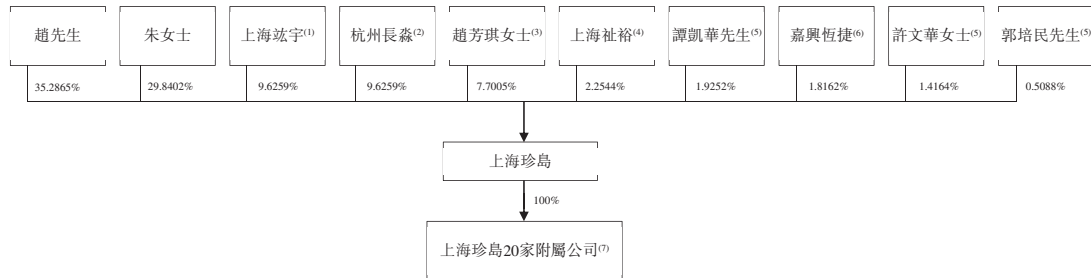 趙先生
朱女士
上海竑宇(1)
杭州長淼(2)
趙芳琪女士(3)
上海祉裕(4)
譚凱華先生(5)
嘉興恆捷(6)
許文華女士(5)
郭培民先生(5)
35.2865%
29.8402%
9.6259%
9.6259%
7.7005%
2.2544%
1.9252%
1.8162%
1.4164%
0.5088%
上海珍島
100%
上海珍島20家附屬公司(7)